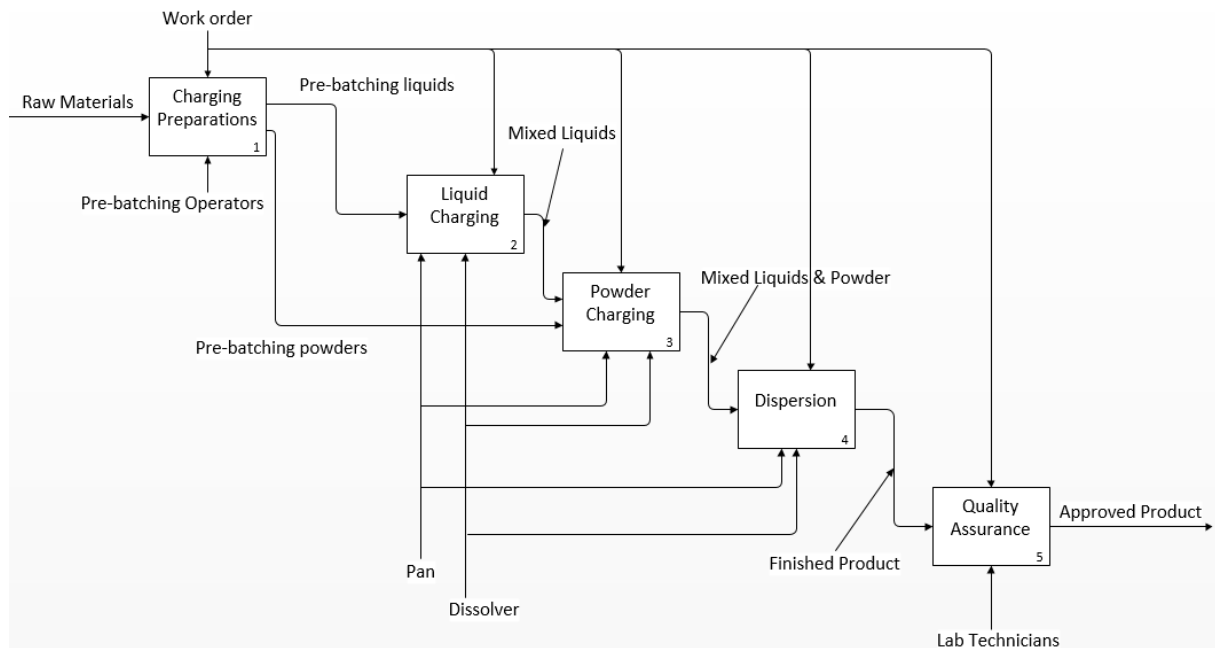 Work order
Raw Materials
Charging
Preparations
1
Pre-batching liquids
Pre-batching Operators
Mixed Liquids
Liquid
Charging
2
Pre-batching powders
Powder
Charging
3
Mixed Liquids & Powder
Dispersion
4
Finished Product
Quality
Assurance
5
Approved Product
Pan
Dissolver
Lab Technicians